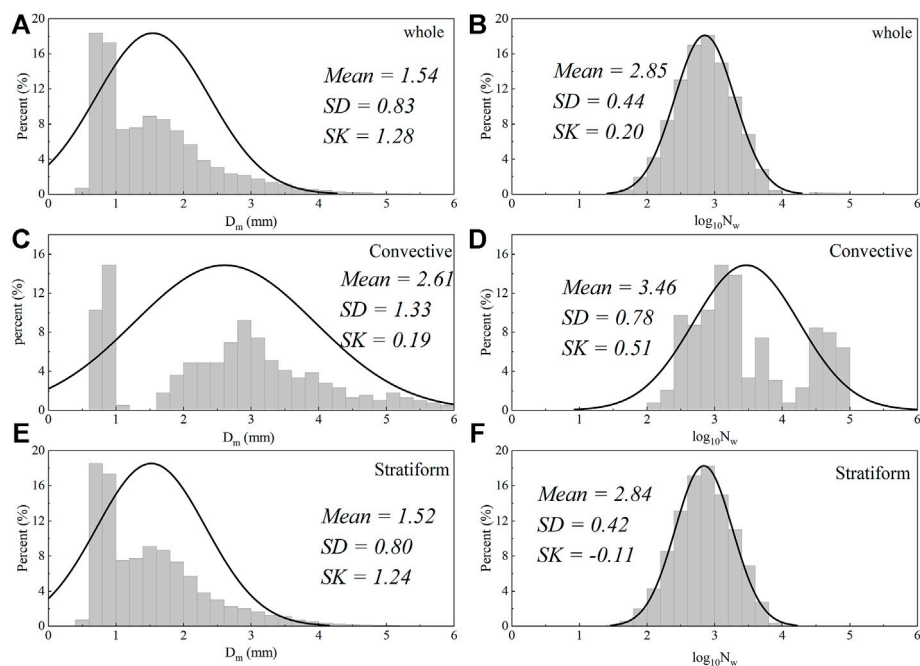 A
whole
Mean = 1.54
SD = 0.83
SK = 1.28
Percent (%)
20
16
12
8
4
0
0 1 2 3 4 5 6
Dm (mm)
B
whole
Mean = 2.85
SD = 0.44
SK = 0.20
Percent (%)
20
16
12
8
4
0
0 1 2 3 4 5 6
log10Nw
C
Convective
Mean = 2.61
SD = 1.33
SK = 0.19
percent (%)
16
12
8
4
0
0 1 2 3 4 5 6
Dm (mm)
D
Convective
Mean = 3.46
SD = 0.78
SK = 0.51
Percent (%)
16
12
8
4
0
0 1 2 3 4 5 6
log10Nw
E
Stratiform
Mean = 1.52
SD = 0.80
SK = 1.24
Percent (%)
20
16
12
8
4
0
0 1 2 3 4 5 6
Dm (mm)
F
Stratiform
Mean = 2.84
SD = 0.42
SK = -0.11
Percent (%)
20
16
12
8
4
0
0 1 2 3 4 5 6
log10Nw